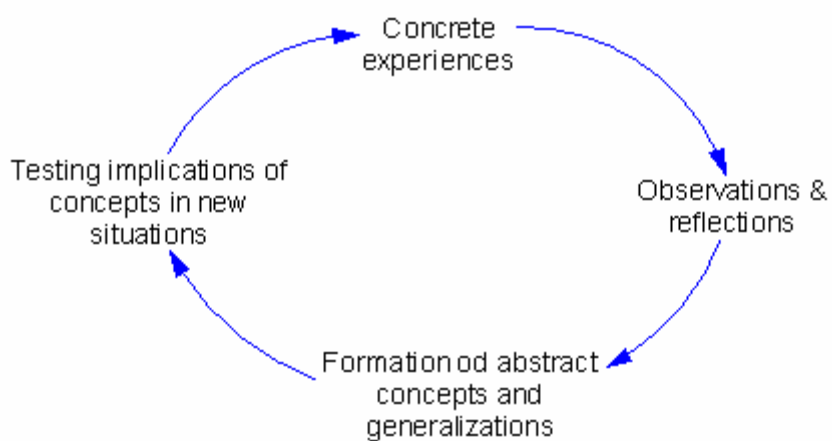 Concrete
experiences
Observations &
reflections
Formation od abstract
concepts and
generalizations
Testing implications of
concepts in new
situations